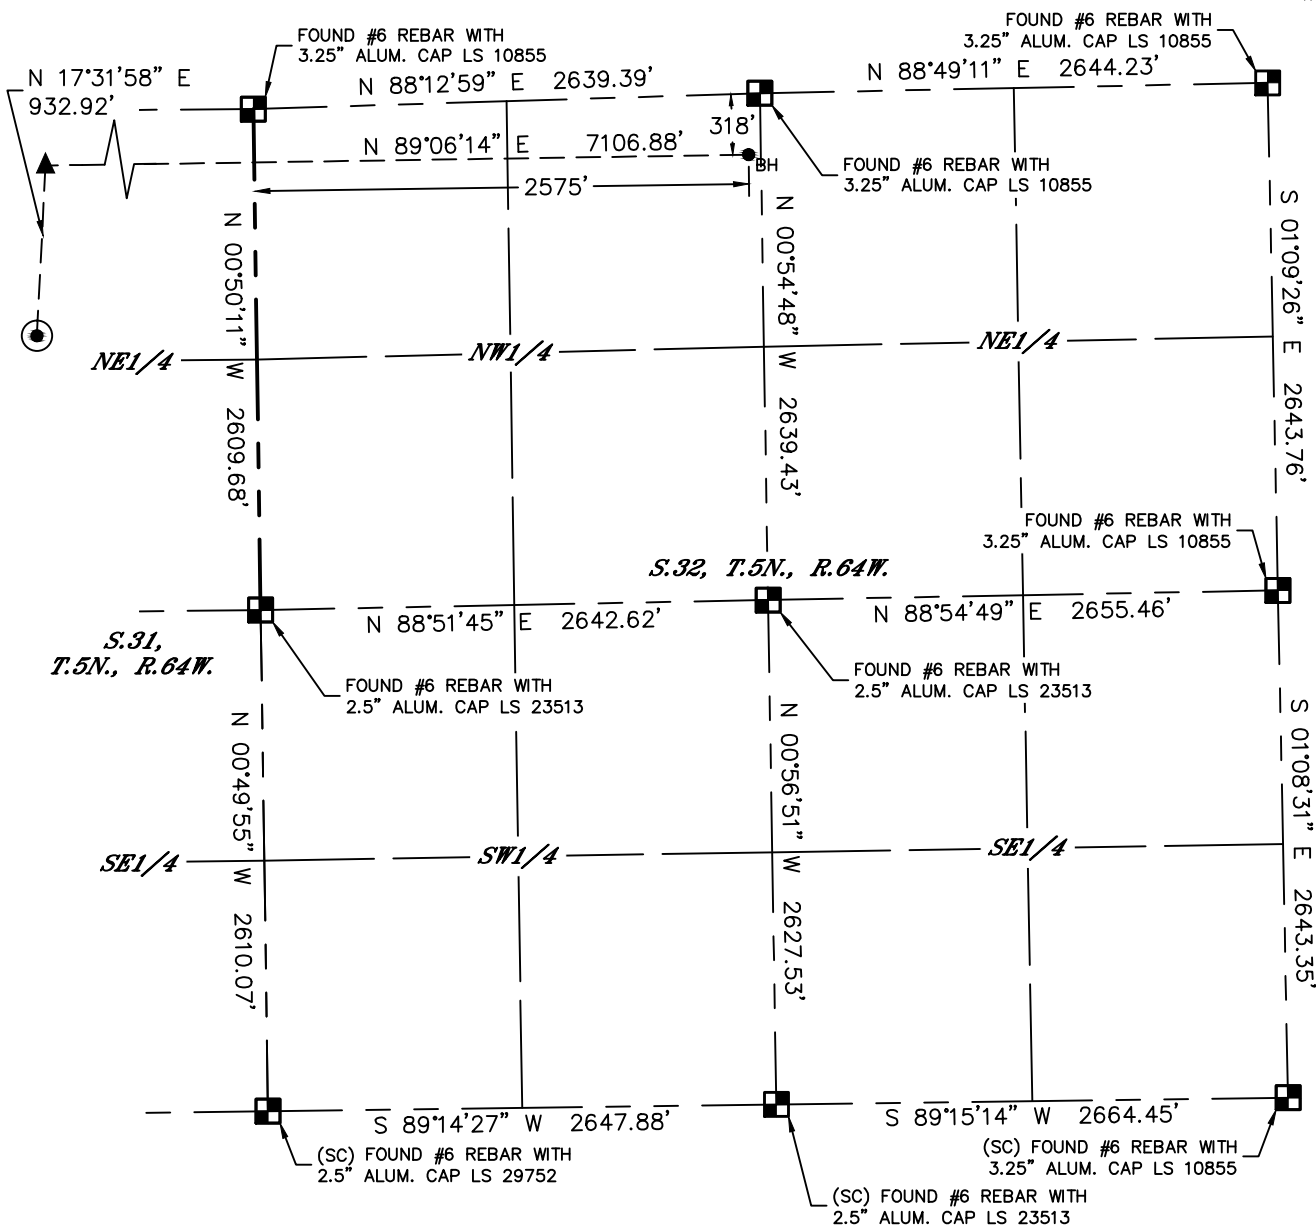 FOUND #6 REBAR WITH
3.25" ALUM. CAP LS 10855
FOUND #6 REBAR WITH
3.25" ALUM. CAP LS 10855
N 17°31'58" E
932.92'
N 88°12'59" E 2639.39'
N 88°49'11" E 2644.23'
318'
N 89°06'14" E 7106.88'
BH
FOUND #6 REBAR WITH
3.25" ALUM. CAP LS 10855
2575'
N 00°50'11" W 2609.68'
N 00°54'48" W 2639.43'
S 01°09'26" E 2643.76'
NE1/4
NW1/4
NE1/4
FOUND #6 REBAR WITH
3.25" ALUM. CAP LS 10855
S.32, T.5N., R.64W.
N 88°51'45" E 2642.62'
N 88°54'49" E 2655.46'
S.31,
T.5N., R.64W.
FOUND #6 REBAR WITH
2.5" ALUM. CAP LS 23513
FOUND #6 REBAR WITH
2.5" ALUM. CAP LS 23513
N 00°49'55" W 2610.07'
N 00°56'51" W 2627.53'
S 01°08'31" E 2643.35'
SE1/4
SW1/4
SE1/4
S 89°14'27" W 2647.88'
S 89°15'14" W 2664.45'
(SC) FOUND #6 REBAR WITH
2.5" ALUM. CAP LS 29752
(SC) FOUND #6 REBAR WITH
3.25" ALUM. CAP LS 10855
(SC) FOUND #6 REBAR WITH
2.5" ALUM. CAP LS 23513